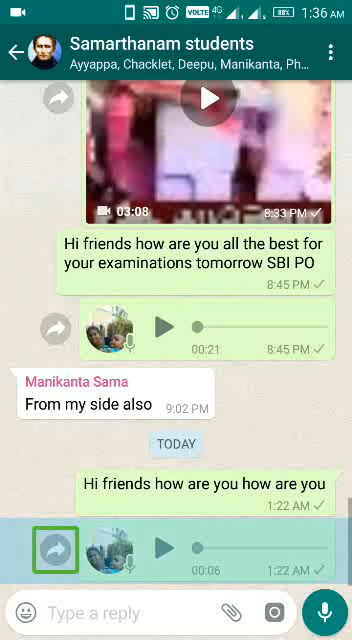 VOLTE 4G 88% 1:36 AM
Samarthanam students
Ayyappa, Chacklet, Deepu, Manikanta, Ph...
03:08 8:33 PM
Hi friends how are you all the best for
your examinations tomorrow SBI PO
8:45 PM
00:21 8:45 PM
Manikanta Sama
From my side also 9:02 PM
TODAY
Hi friends how are you how are you
1:22 AM
00:06 1:22 AM
Type a reply